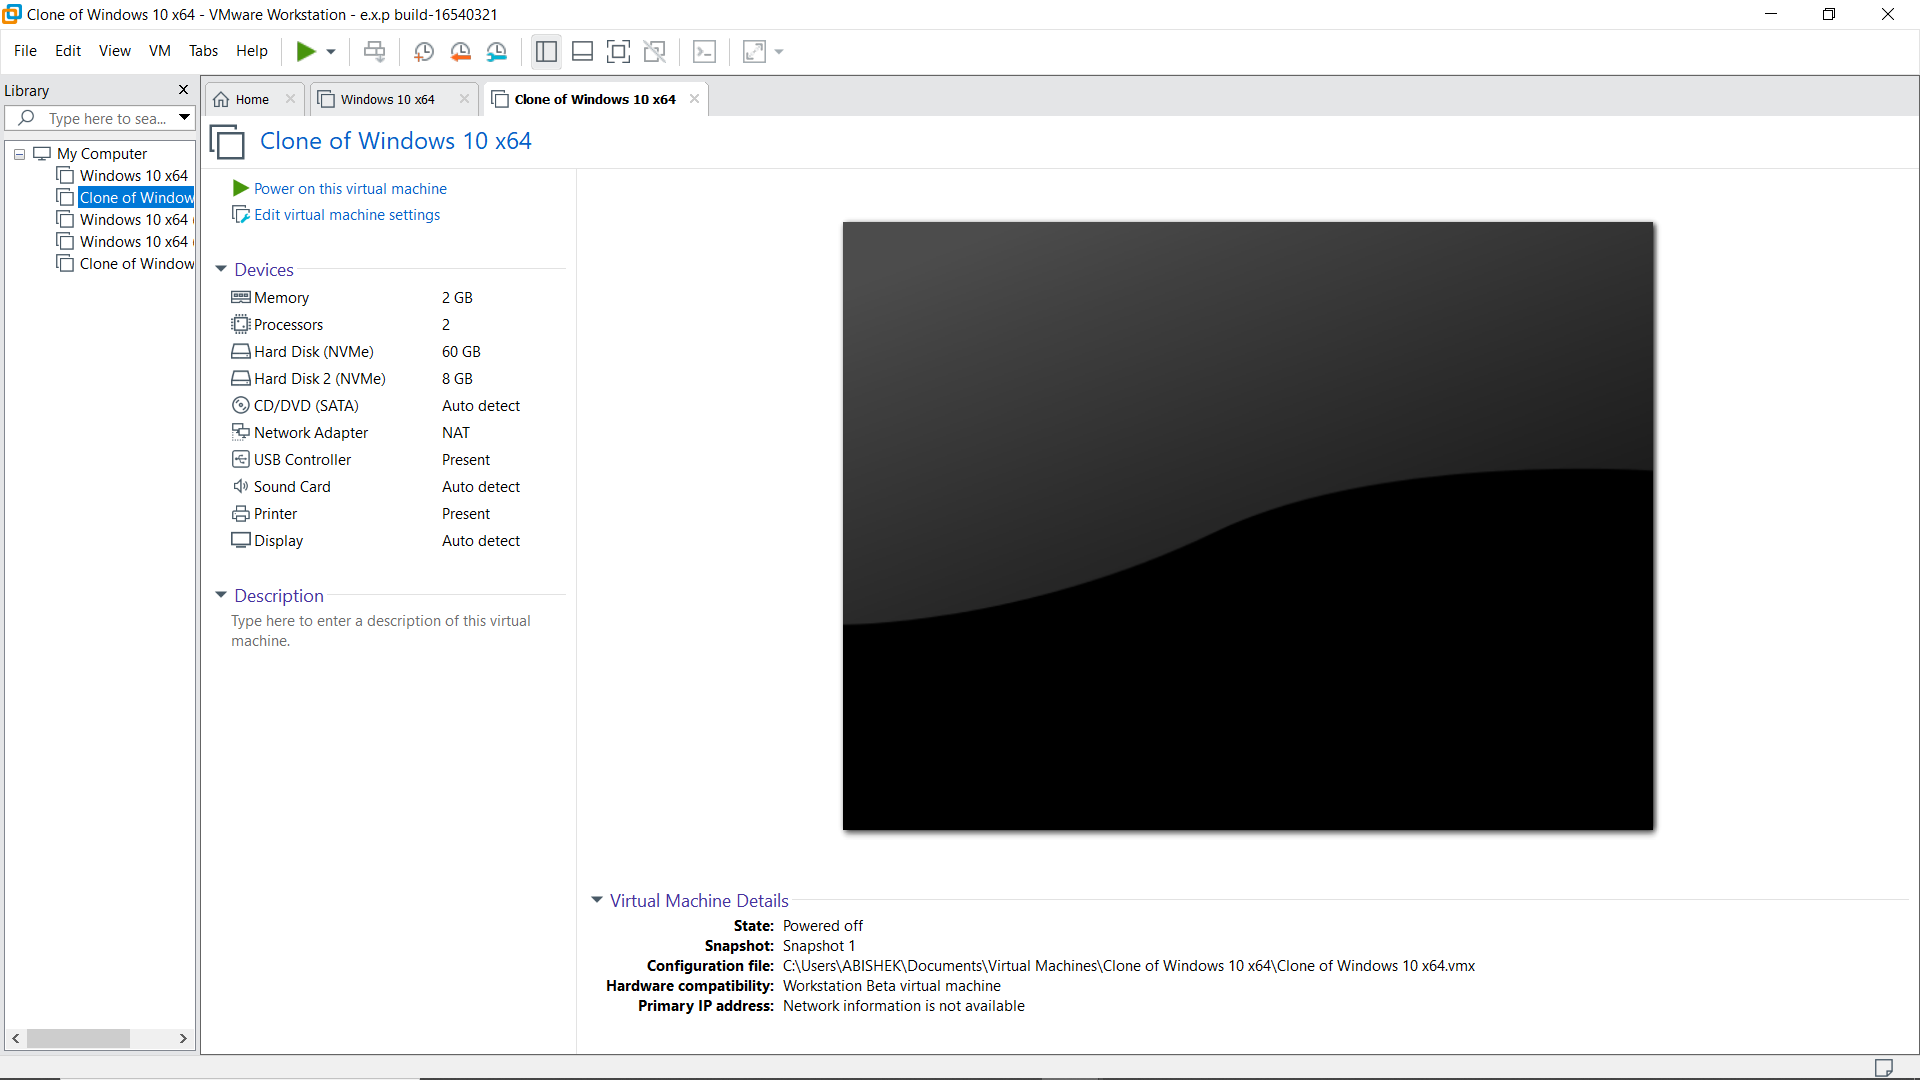 Clone of Windows 10 x64 - VMware Workstation - e.x.p build-16540321
File Edit View VM Tabs Help
Library
Type here to sea...
My Computer
Windows 10 x64
Clone of Window
Windows 10 x64
Windows 10 x64
Clone of Window
Home
Windows 10 x64
Clone of Windows 10 x64
Clone of Windows 10 x64
Power on this virtual machine
Edit virtual machine settings
Devices
Memory 2 GB
Processors 2
Hard Disk (NVMe) 60 GB
Hard Disk 2 (NVMe) 8 GB
CD/DVD (SATA) Auto detect
Network Adapter NAT
USB Controller Present
Sound Card Auto detect
Printer Present
Display Auto detect
Description
Type here to enter a description of this virtual
machine.
Virtual Machine Details
State: Powered off
Snapshot: Snapshot 1
Configuration file: C:\Users\ABISHEK\Documents\Virtual Machines\Clone of Windows 10 x64\Clone of Windows 10 x64.vmx
Hardware compatibility: Workstation Beta virtual machine
Primary IP address: Network information is not available